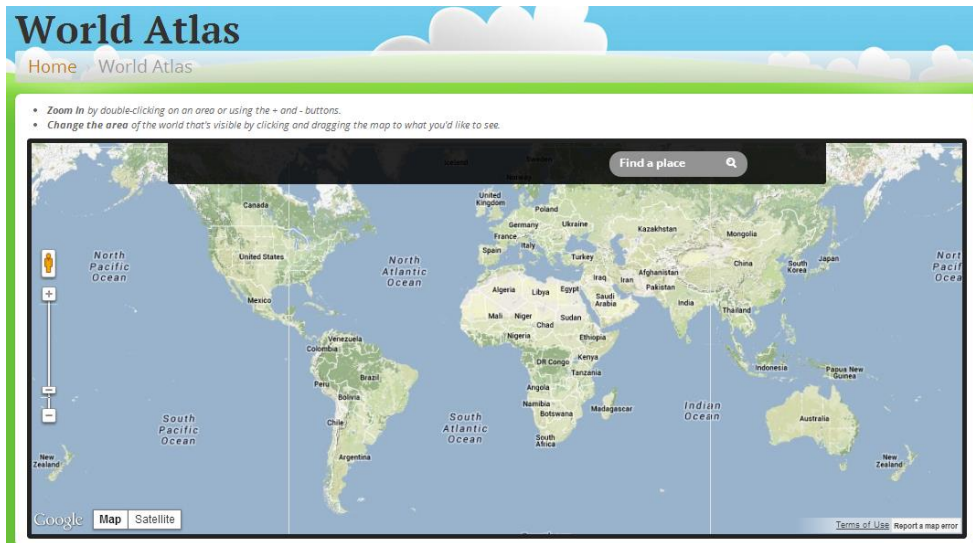 World Atlas
Home World Atlas
Zoom In by double-clicking on an area or using the + and - buttons.
Change the area of the world that's visible by clicking and dragging the map to what you'd like to see.
Find a place
Iceland
Sweden
Norway
Canada
United
Kingdom
Poland
Germany
Ukraine
France
Kazakhstan
Mongolia
Spain
Italy
Turkey
United States
North
Pacific
Ocean
North
Atlantic
Ocean
China
South
Korea
Japan
Nort
Pacif
Ocea
Iraq
Iran
Afghanistan
Pakistan
Algeria
Libya
Egypt
Saudi
Arabia
India
Mexico
Mali
Niger
Chad
Sudan
Thailand
Nigeria
Ethiopia
Venezuela
Colombia
DR Congo
Kenya
Tanzania
Indonesia
Papua New
Guinea
Peru
Brazil
Bolivia
Angola
Namibia
Botswana
Madagascar
Indian
Ocean
Australia
South
Pacific
Ocean
Chile
South
Atlantic
Ocean
South
Africa
Argentina
New
Zealand
New
Zealand
Google
Map
Satellite
Terms of Use
Report a map error